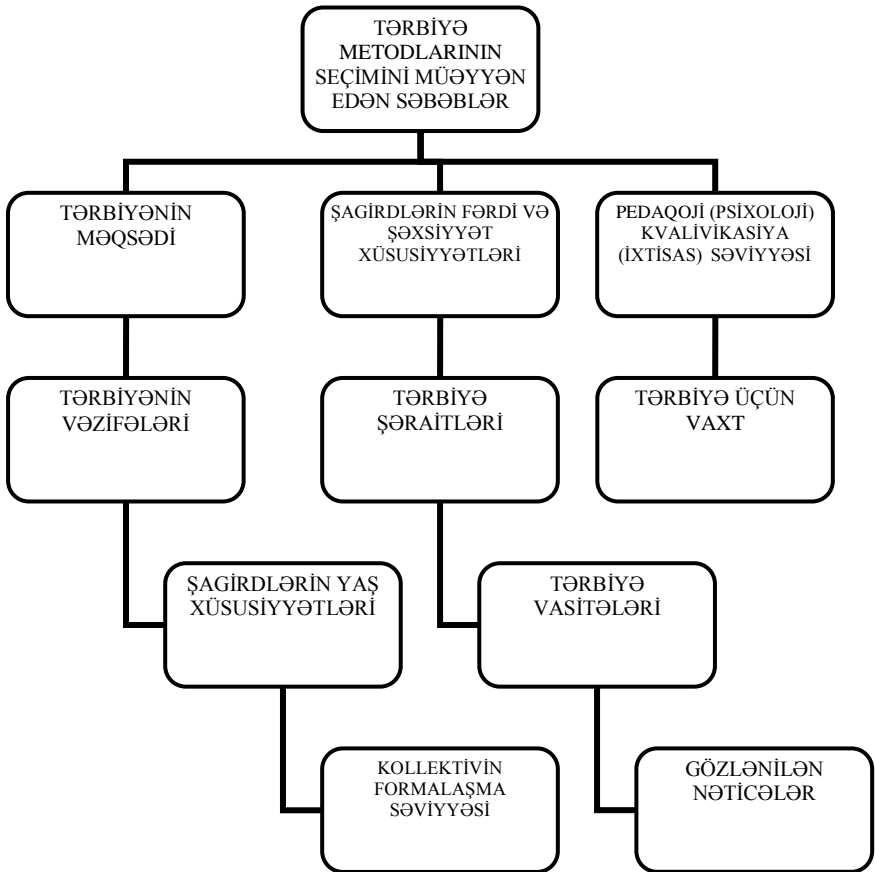 TƏRBİYƏ
METODLARININ
SEÇİMİNİ MÜƏYYƏN
EDƏN SƏBƏBLƏR
TƏRBİYƏNİN
MƏQSƏDİ
ŞAGİRDLƏRİN FƏRDİ VƏ
ŞƏXSİYYƏT
XÜSUSİYYƏTLƏRİ
PEDAQOJİ (PSİXOLOJİ)
KVALİVİKASİYA
(İXTİSAS) SƏVİYYƏSİ
TƏRBİYƏNİN
VƏZİFƏLƏRİ
TƏRBİYƏ
ŞƏRAİTLƏRİ
TƏRBİYƏ ÜÇÜN
VAXT
ŞAGİRDLƏRİN YAŞ
XÜSUSİYYƏTLƏRİ
TƏRBİYƏ
VASİTƏLƏRİ
KOLLEKTİVİN
FORMALAŞMA
SƏVİYYƏSİ
GÖZLƏNİLƏN
NƏTİCƏLƏR